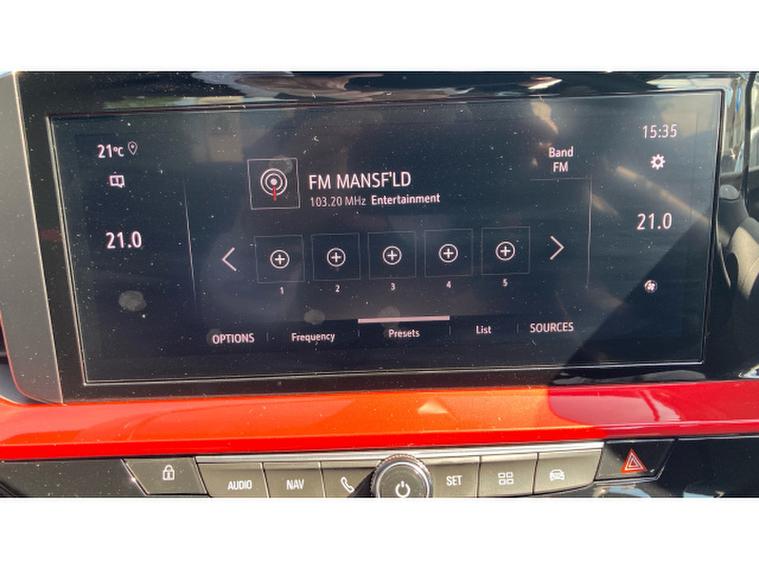 21°C
15:35
Band
FM
FM MANSF'LD
103.20 MHz Entertainment
21.0
21.0
1 2 3 4 5
OPTIONS Frequency Presets List SOURCES
AUDIO NAV SET